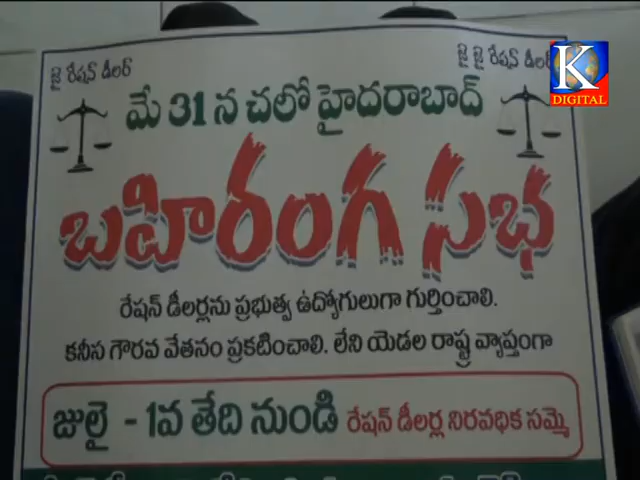 జై రేషన్ డీలర్
జై జై రేషన్ డీలర్
K
DIGITAL
మే 31 న చలో హైదరాబాద్
బహిరంగ సభ
రేషన్ డీలర్లను ప్రభుత్వ ఉద్యోగులుగా గుర్తించాలి.
కనీస గౌరవ వేతనం ప్రకటించాలి. లేని యెడల రాష్ట్ర వ్యాప్తంగా
జులై - 1వ తేది నుండి రేషన్ డీలర్ల నిరవధిక సమ్మె